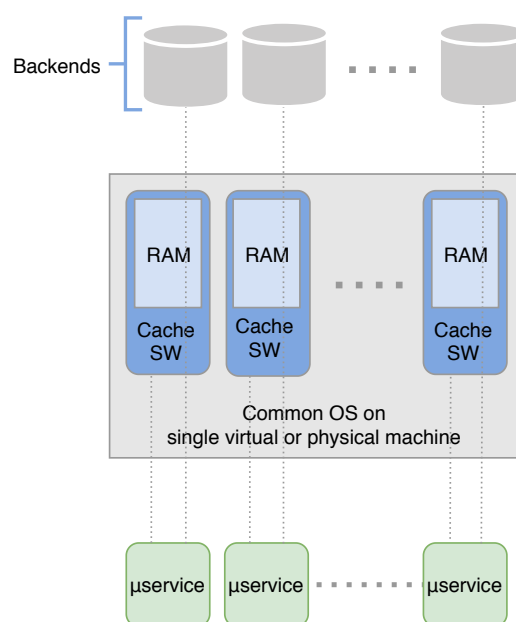 Backends
RAM
RAM
RAM
Cache
SW
Cache
SW
Cache
SW
Common OS on
single virtual or physical machine
µservice
µservice
µservice